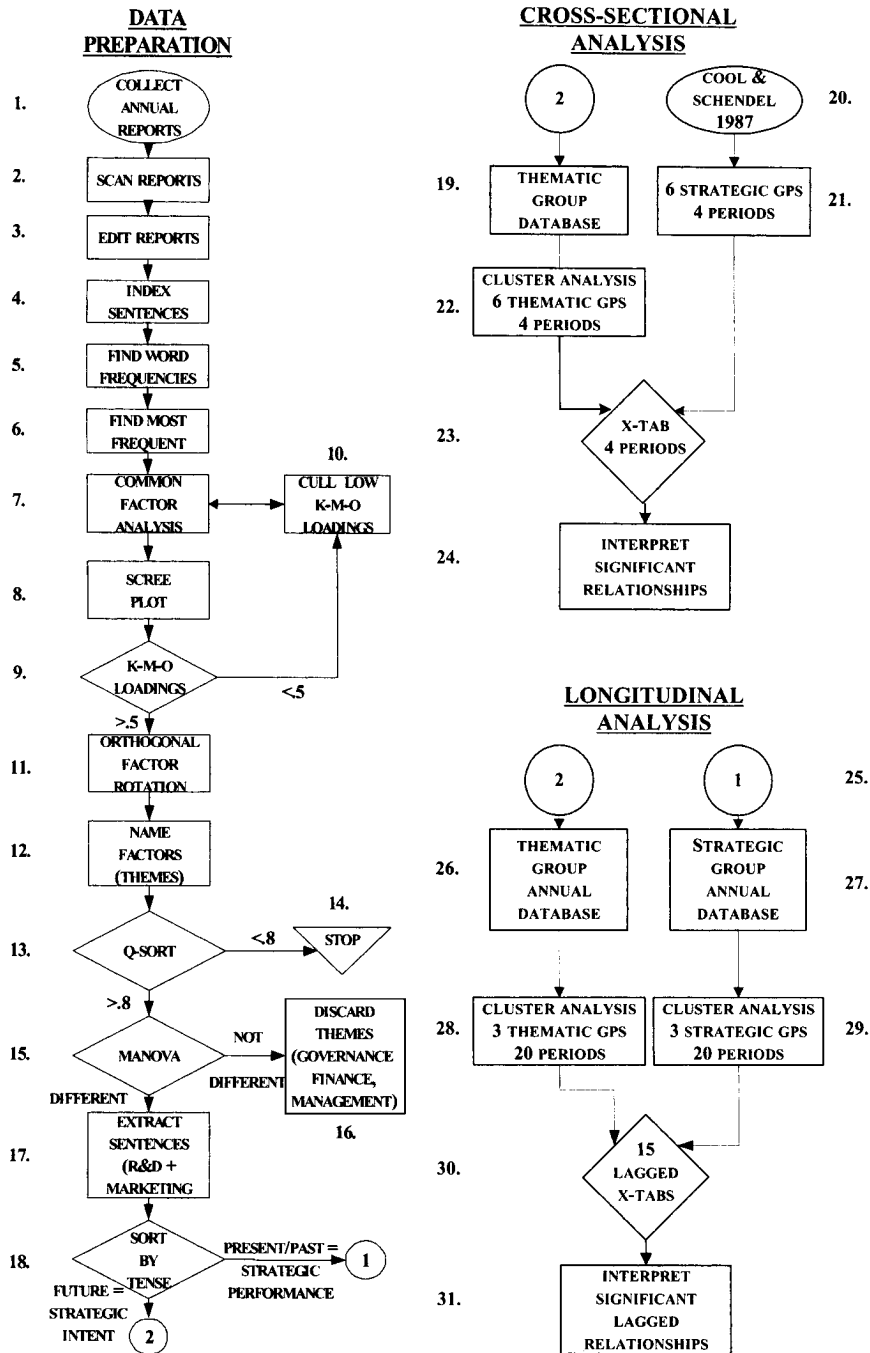 DATA
PREPARATION
1.
COLLECT
ANNUAL
REPORTS
2.
SCAN REPORTS
3.
EDIT REPORTS
4.
INDEX
SENTENCES
5.
FIND WORD
FREQUENCIES
6.
FIND MOST
FREQUENT
7.
COMMON
FACTOR
ANALYSIS
10.
CULL LOW
K-M-O
LOADINGS
8.
SCREE
PLOT
9.
K-M-O
LOADINGS
<.5
>.5
11.
ORTHOGONAL
FACTOR
ROTATION
12.
NAME
FACTORS
(THEMES)
13.
Q-SORT
<.8
14.
STOP
>.8
15.
MANOVA
NOT
DIFFERENT
DISCARD
THEMES
(GOVERNANCE
FINANCE,
MANAGEMENT)
16.
DIFFERENT
17.
EXTRACT
SENTENCES
(R&D +
MARKETING
18.
SORT
BY
TENSE
PRESENT/PAST =
STRATEGIC
PERFORMANCE
1
FUTURE =
STRATEGIC
INTENT
2
CROSS-SECTIONAL
ANALYSIS
2
COOL &
SCHENDEL
1987
20.
19.
THEMATIC
GROUP
DATABASE
6 STRATEGIC GPS
4 PERIODS
21.
22.
CLUSTER ANALYSIS
6 THEMATIC GPS
4 PERIODS
23.
X-TAB
4 PERIODS
24.
INTERPRET
SIGNIFICANT
RELATIONSHIPS
LONGITUDINAL
ANALYSIS
2
1
25.
26.
THEMATIC
GROUP
ANNUAL
DATABASE
STRATEGIC
GROUP
ANNUAL
DATABASE
27.
28.
CLUSTER ANALYSIS
3 THEMATIC GPS
20 PERIODS
CLUSTER ANALYSIS
3 STRATEGIC GPS
20 PERIODS
29.
30.
15
LAGGED
X-TABS
31.
INTERPRET
SIGNIFICANT
LAGGED
RELATIONSHIPS